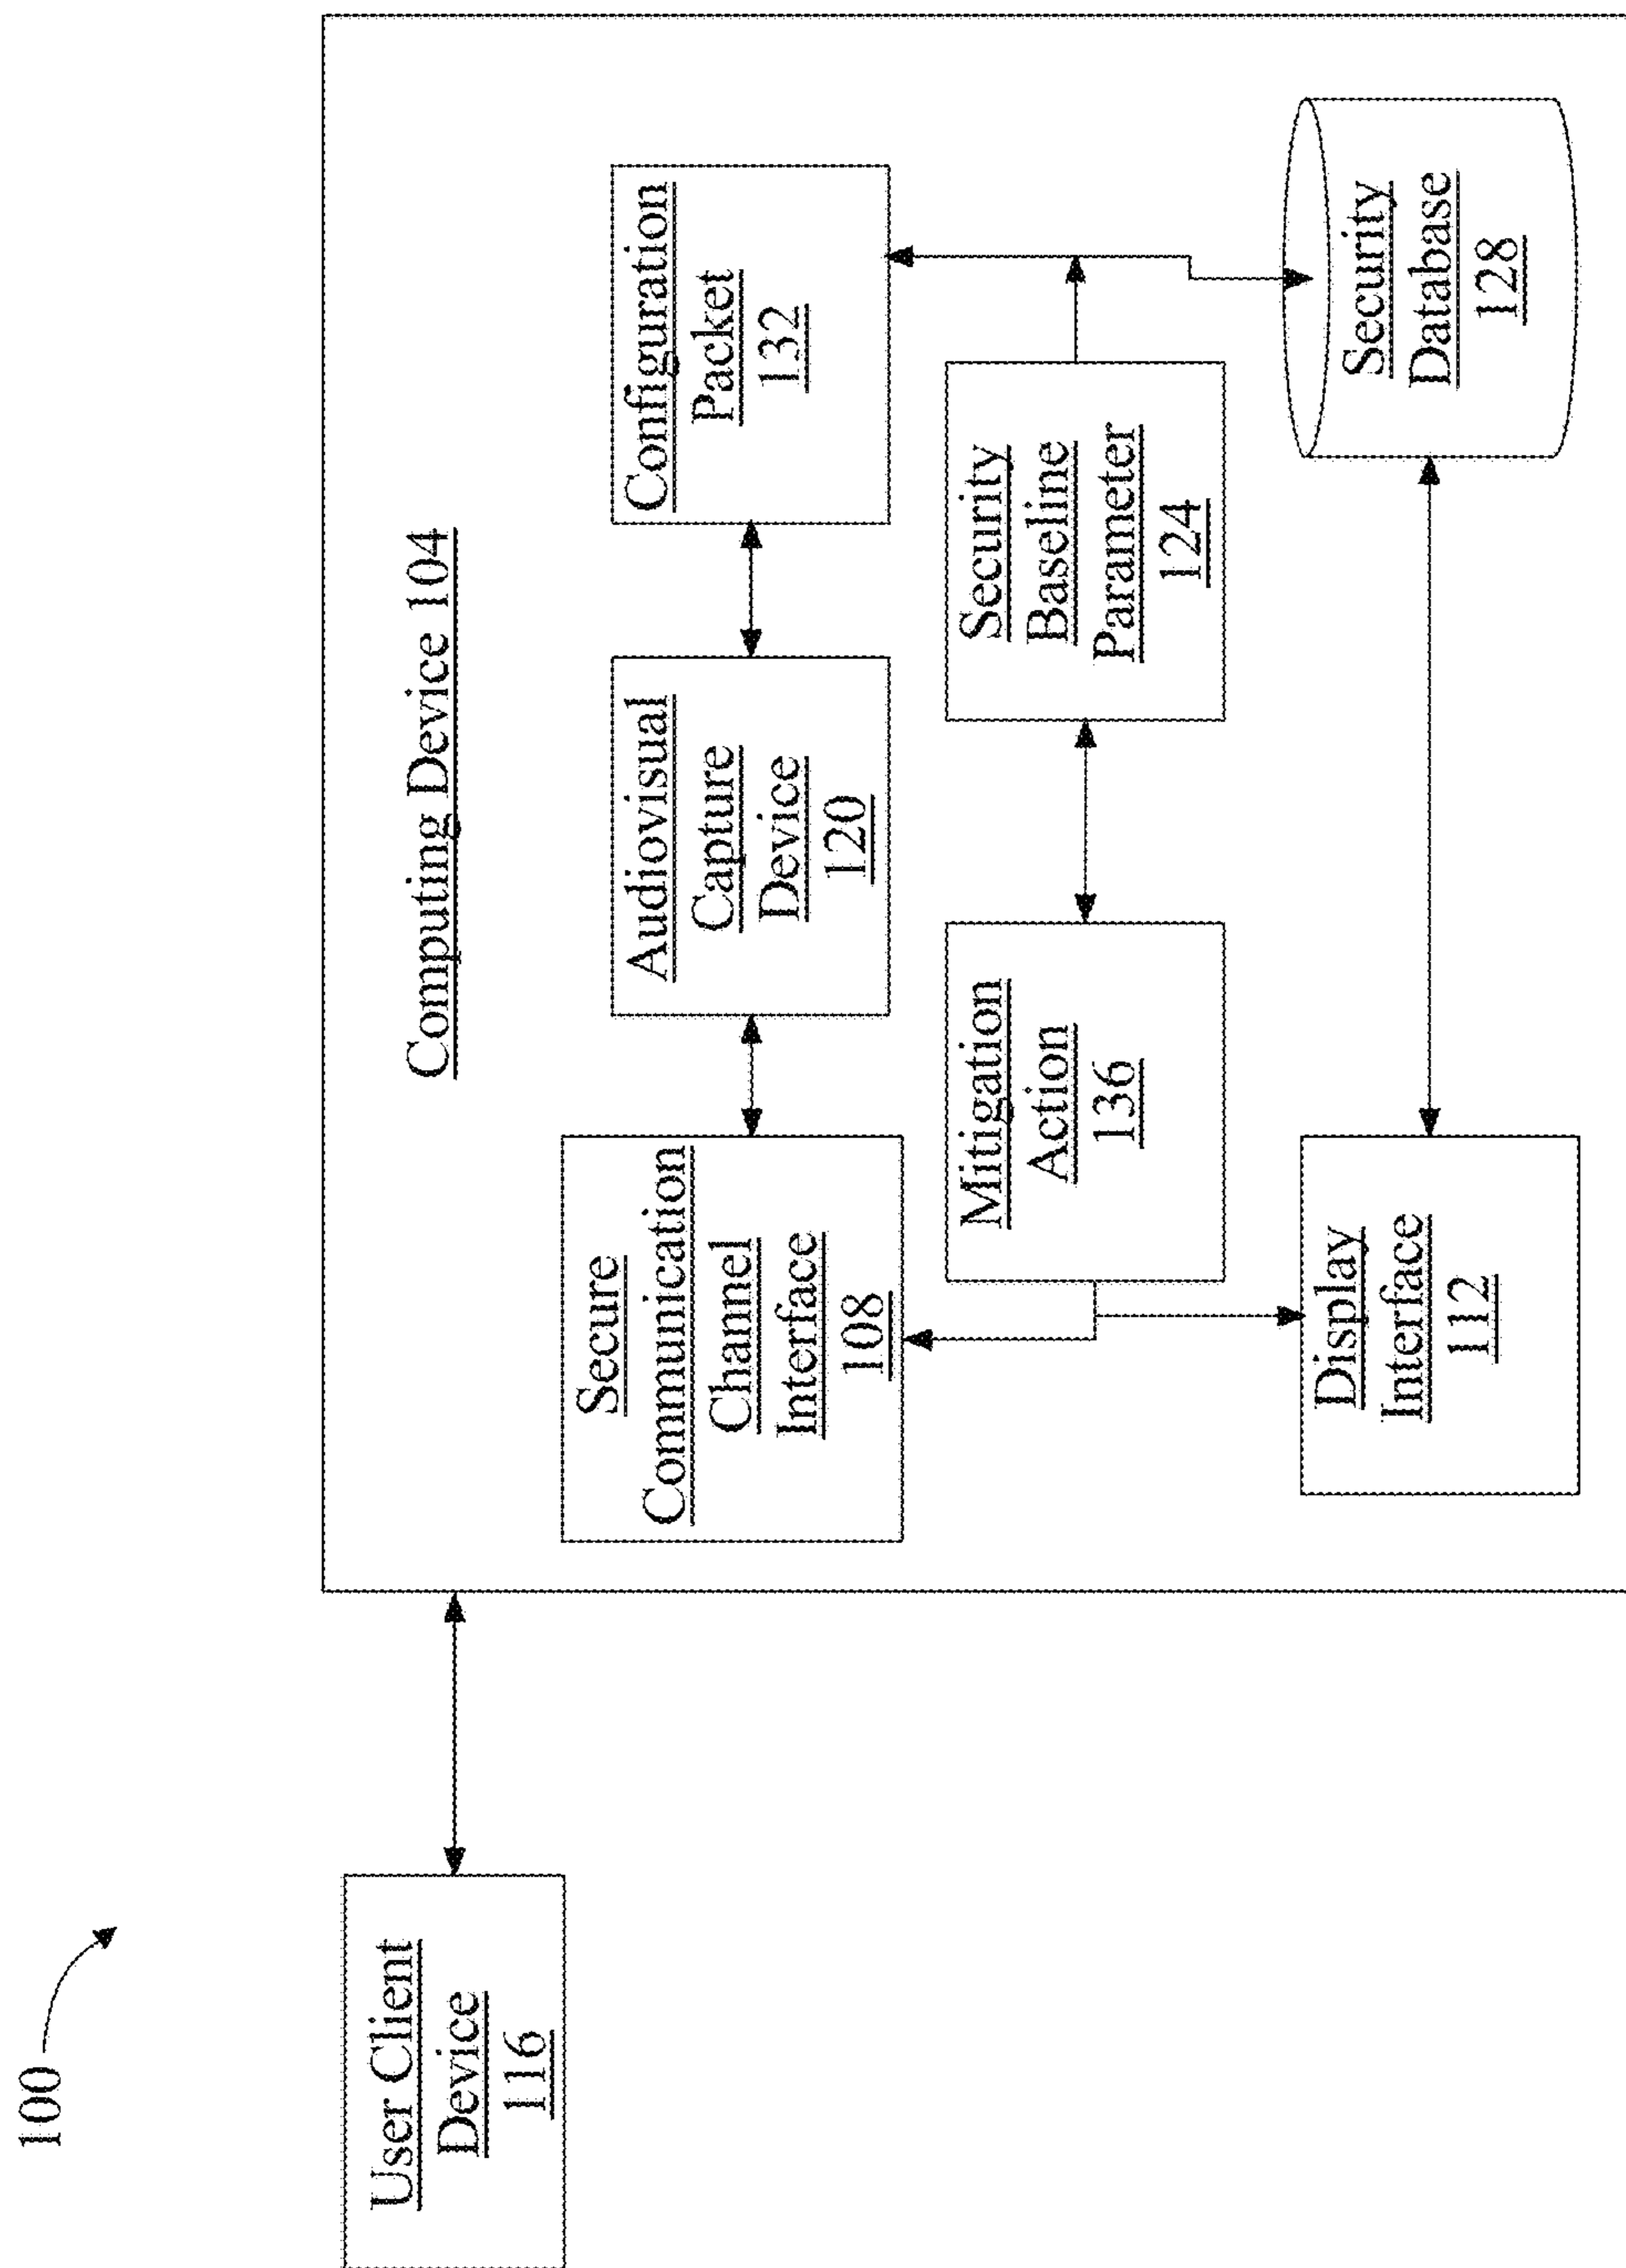 100
User Client
Device
116
Computing Device 104
Secure
Communication
Channel
Interface
108
Audiovisual
Capture
Device
120
Configuration
Packet
132
Mitigation
Action
136
Security
Baseline
Parameter
124
Display
Interface
112
Security
Database
128